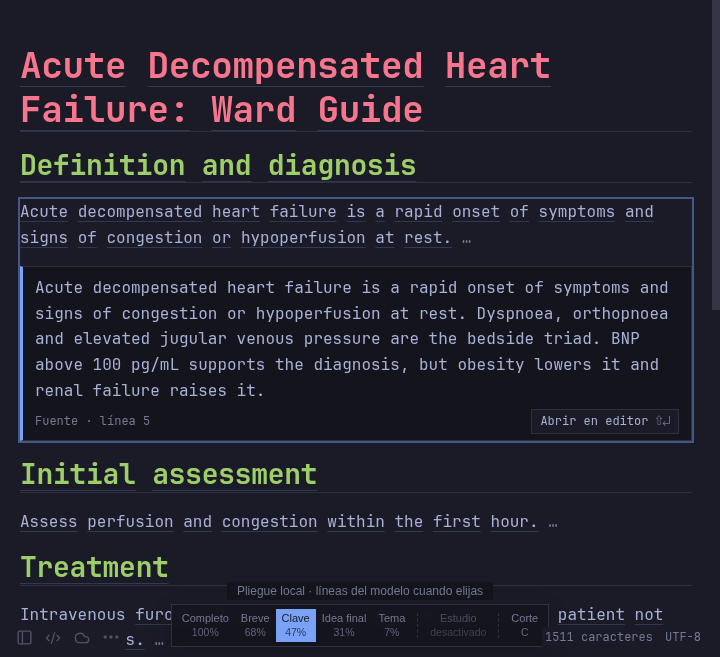 Acute Decompensated Heart
Failure: Ward Guide
Definition and diagnosis
Acute decompensated heart failure is a rapid onset of symptoms and
signs of congestion or hypoperfusion at rest. …
Acute decompensated heart failure is a rapid onset of symptoms and
signs of congestion or hypoperfusion at rest. Dyspnoea, orthopnoea
and elevated jugular venous pressure are the bedside triad. BNP
above 100 pg/mL supports the diagnosis, but obesity lowers it and
renal failure raises it.
Fuente · línea 5
Abrir en editor ⇧↵
Initial assessment
Assess perfusion and congestion within the first hour. …
Treatment
Pliegue local · líneas del modelo cuando elijas
Intravenous furo patient not
s. …
Completo Breve Clave Idea final Tema Estudio Corte
100% 68% 47% 31% 7% desactivado C
1511 caracteres UTF-8